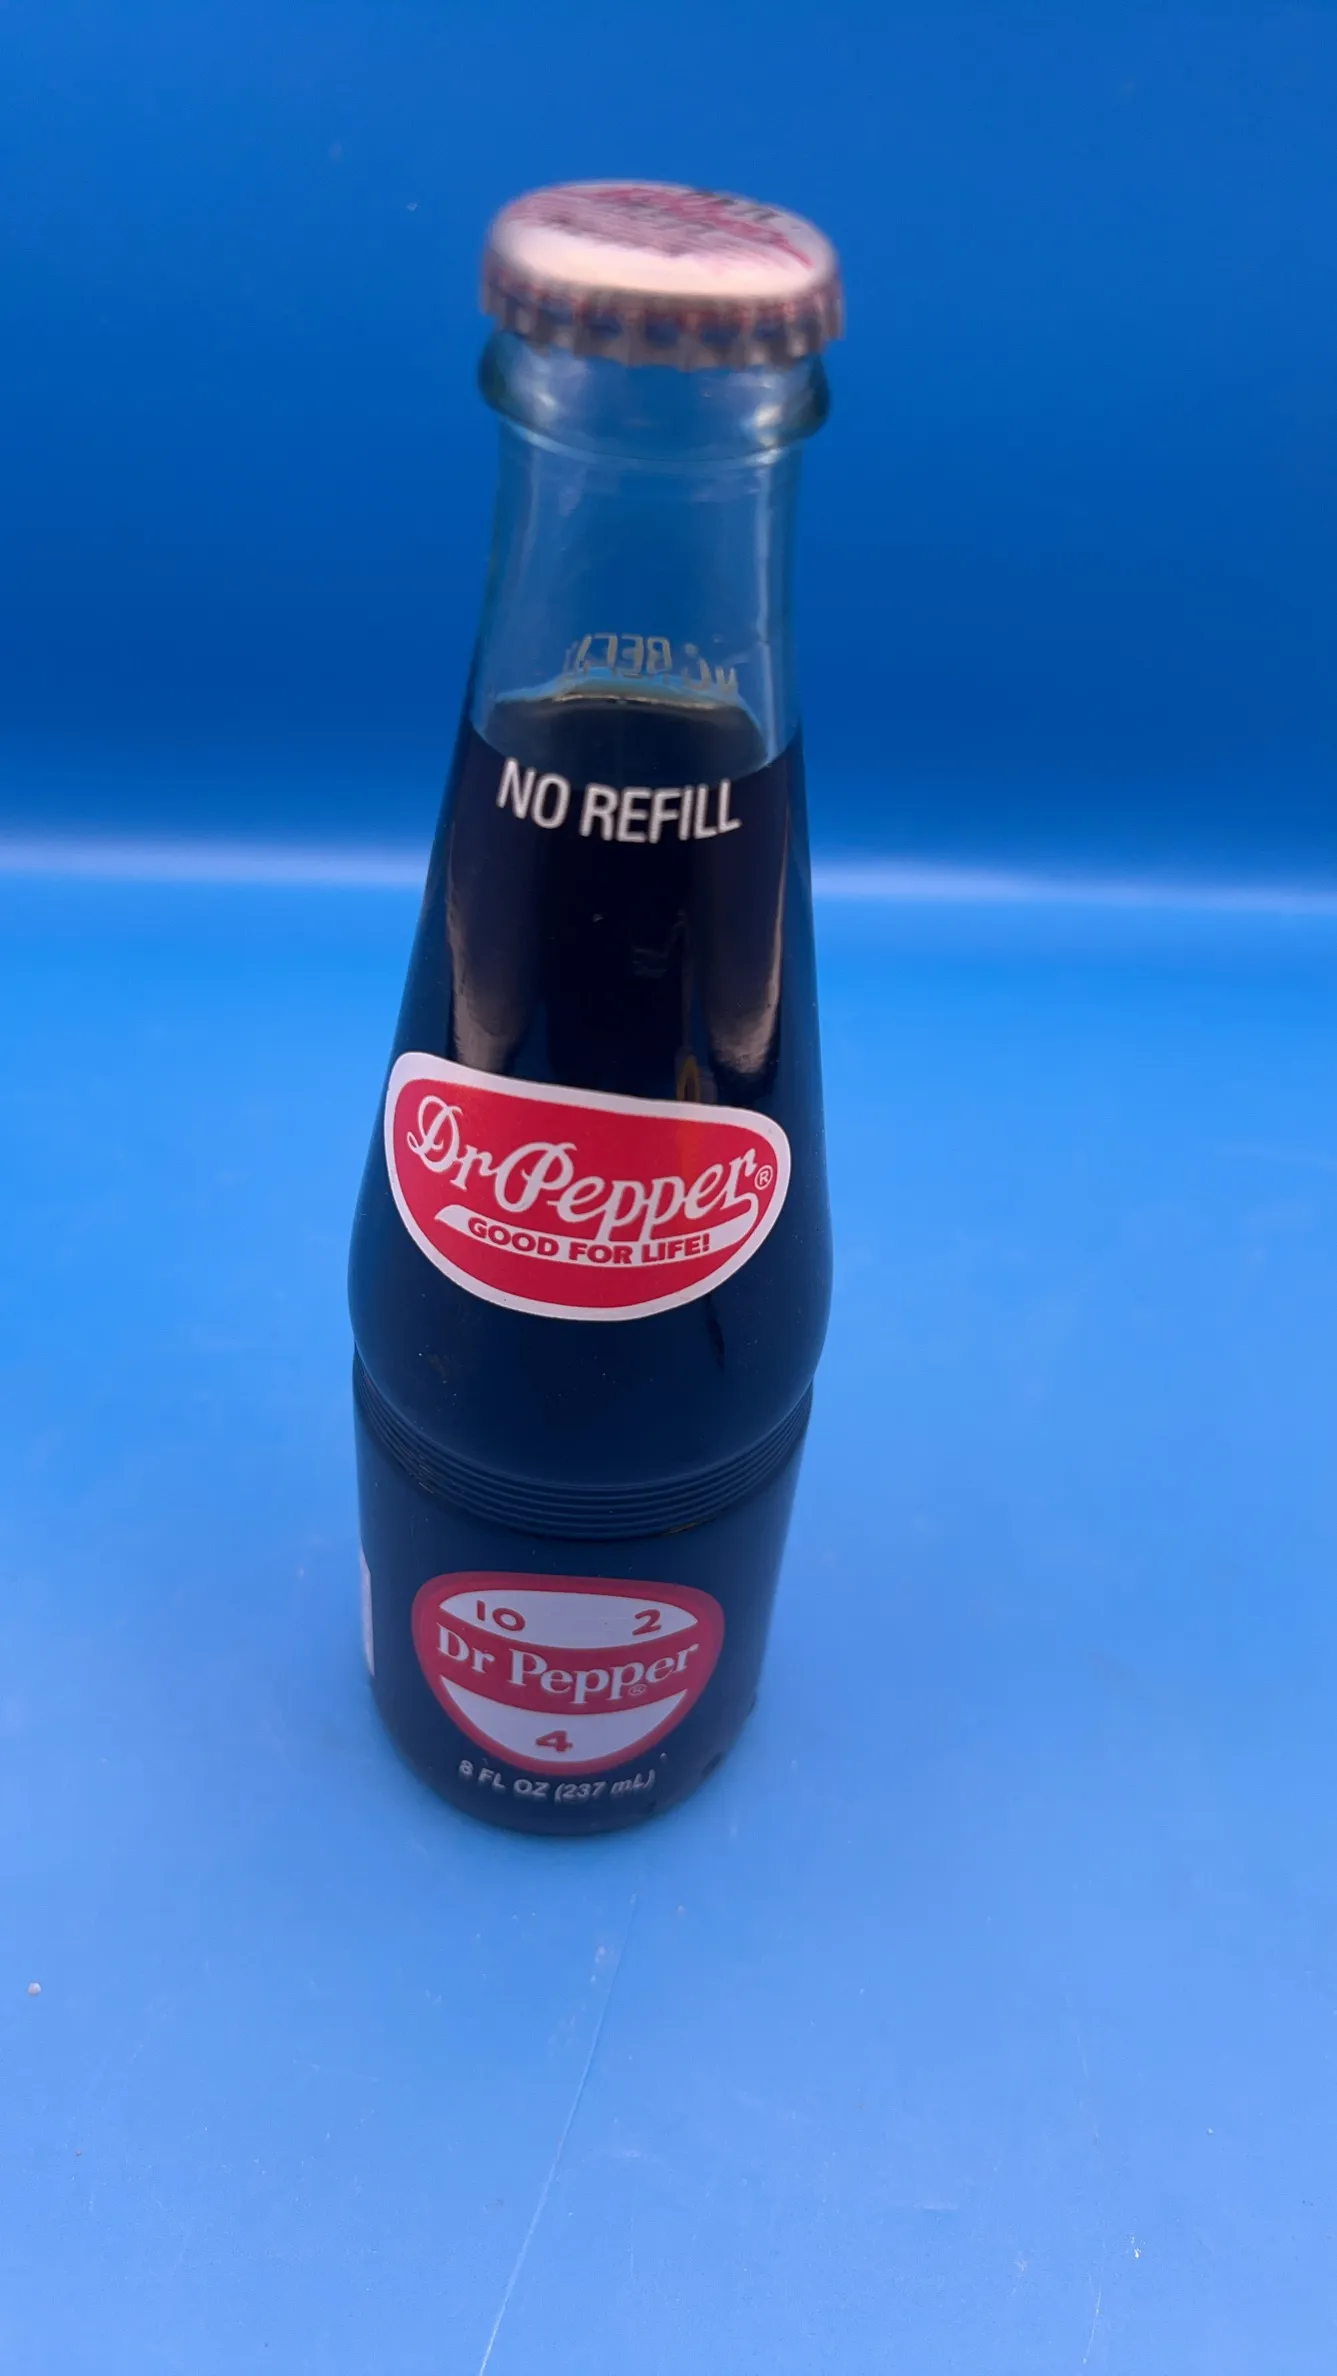 NO REFILL
Dr Pepper®
GOOD FOR LIFE!
10 2
Dr Pepper®
4
8 FL OZ (237 mL)